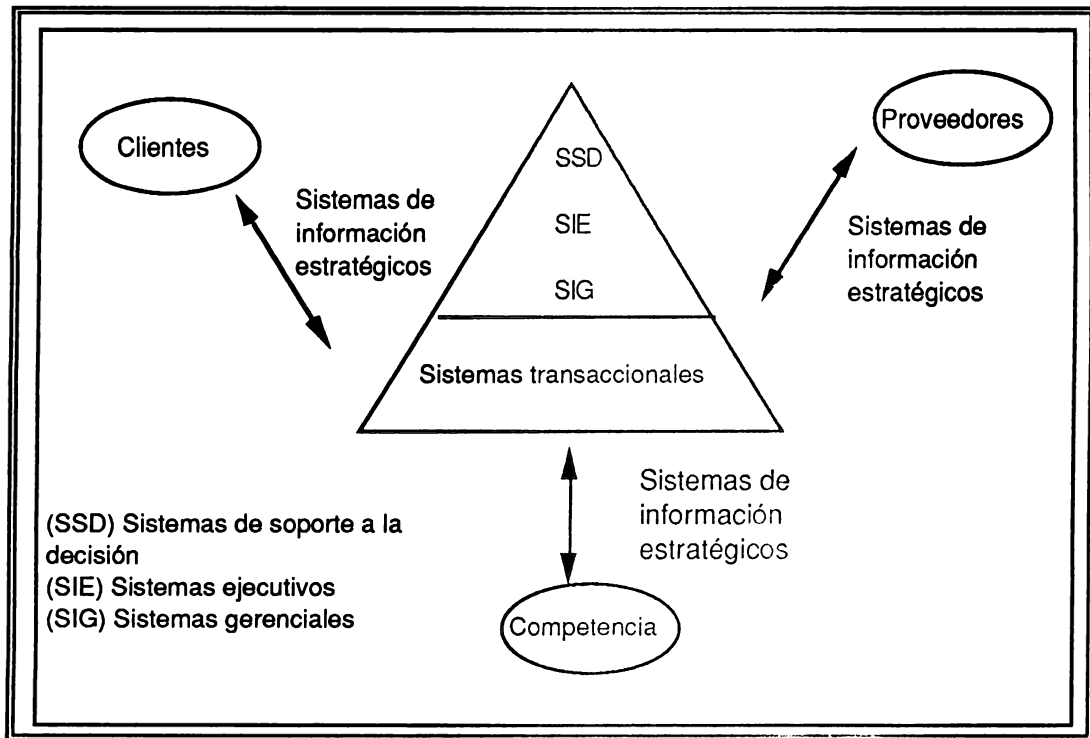 Clientes
Proveedores
SSD
SIE
SIG
Sistemas transaccionales
Sistemas de
información
estratégicos
Sistemas de
información
estratégicos
Sistemas de
información
estratégicos
Competencia
(SSD) Sistemas de soporte a la
decisión
(SIE) Sistemas ejecutivos
(SIG) Sistemas gerenciales